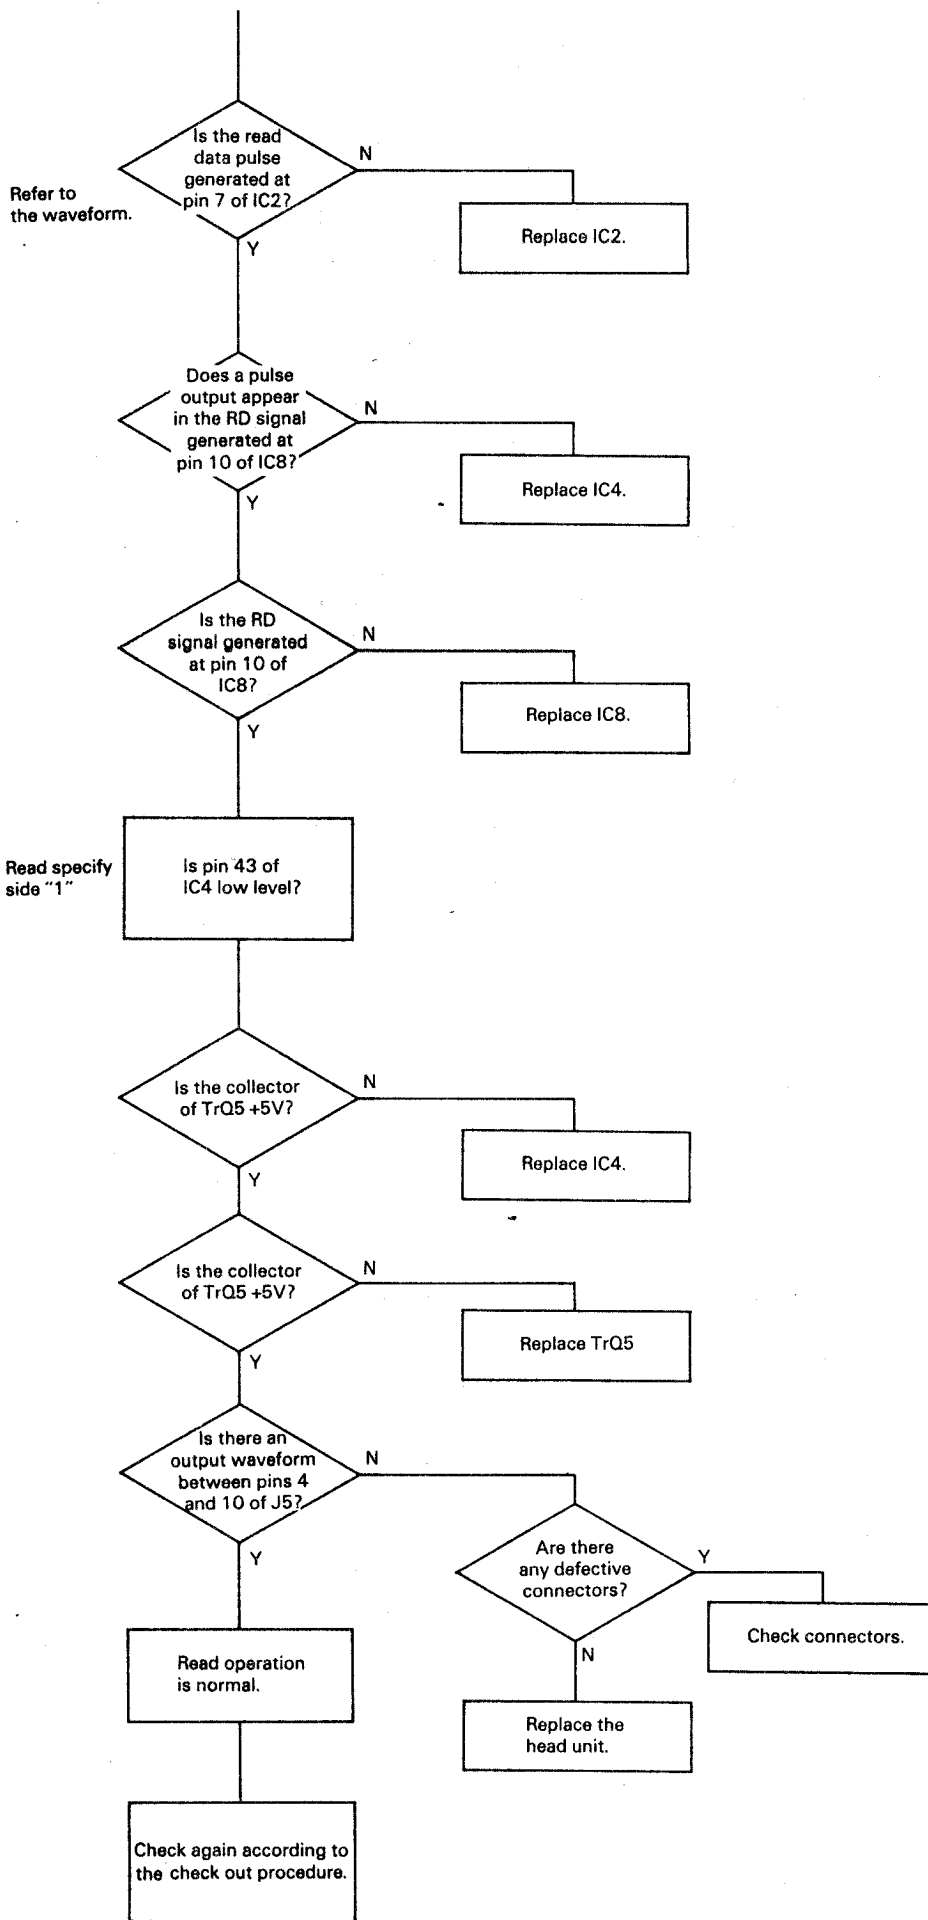 Is the read
data pulse
generated at
pin 7 of IC2?
N
Refer to
the waveform.
Replace IC2.
Y
Does a pulse
output appear
in the RD signal
generated at
pin 10 of IC8?
N
Replace IC4.
Y
Is the RD
signal generated
at pin 10 of
IC8?
N
Replace IC8.
Y
Read specify
side "1"
Is pin 43 of
IC4 low level?
Is the collector
of TrQ5 +5V?
N
Replace IC4.
Y
Is the collector
of TrQ5 +5V?
N
Replace TrQ5
Y
Is there an
output waveform
between pins 4
and 10 of J5?
N
Y
Are there
any defective
connectors?
Y
Check connectors.
N
Read operation
is normal.
Replace the
head unit.
Check again according to
the check out procedure.